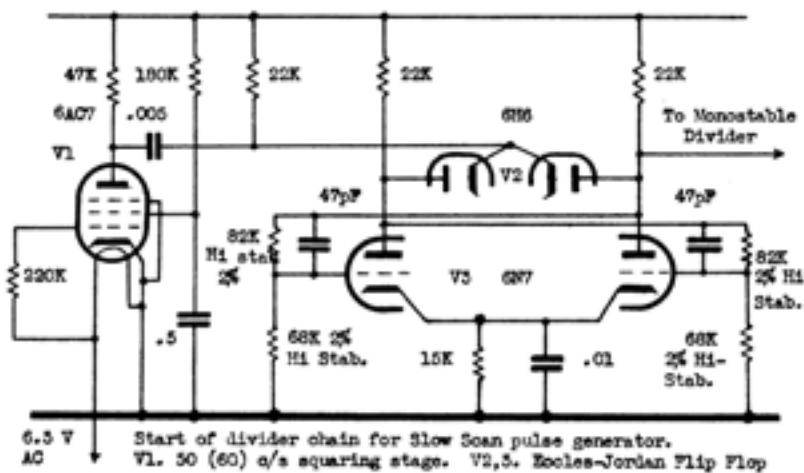 47K
180K
22K
22K
22K
6AC7
.005
6H6
To Monostable
Divider
V1
V2
47pF
47pF
82K
Hi stab
2%
82K
2% Hi
Stab.
V3
6N7
220K
.5
68K 2%
Hi Stab.
15K
.01
68K
2% Hi-
Stab.
6.3 V
AC
Start of divider chain for Slow Scan pulse generator.
V1. 50 (60) c/s squaring stage. V2,3. Eccles-Jordan Flip Flop